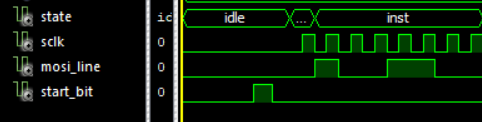 state id idle ... inst
sclk 0
mosi_line 0
start_bit 0